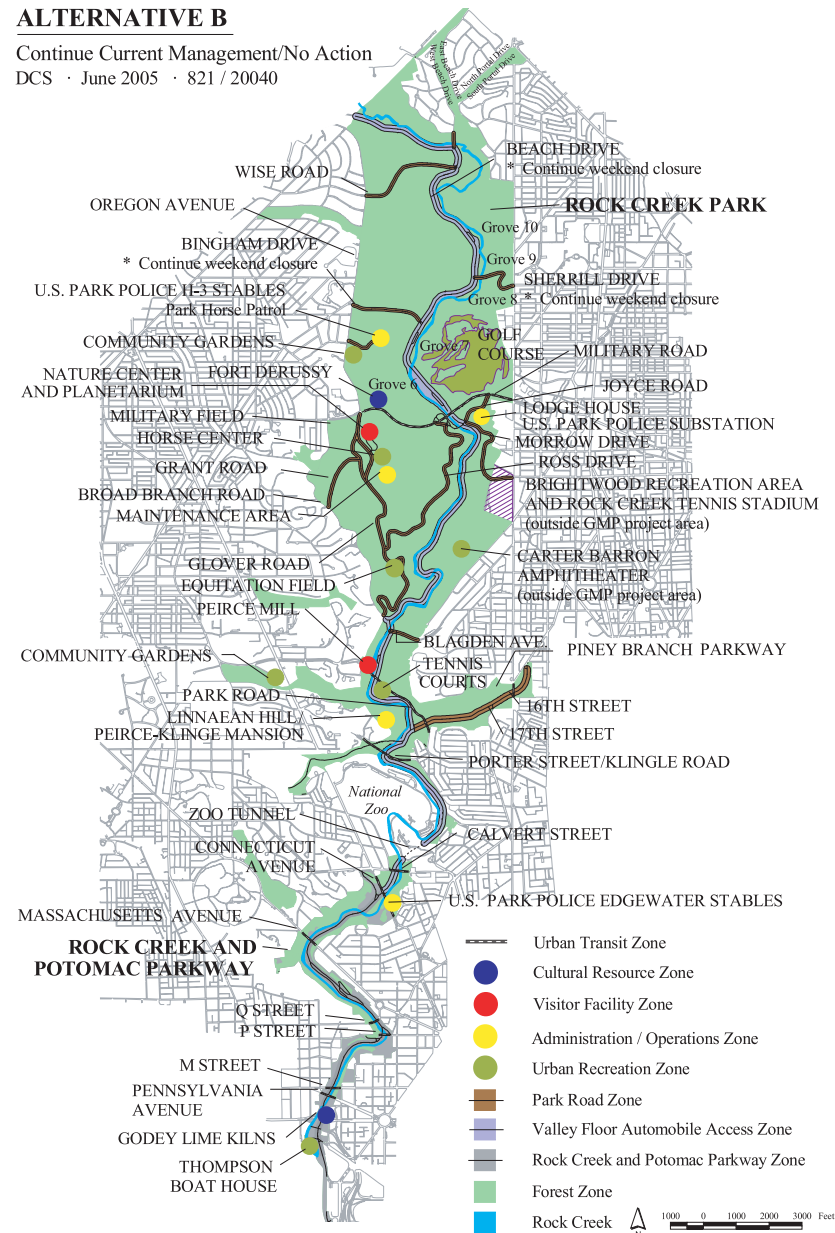 ALTERNATIVE B
Continue Current Management/No Action
DCS · June 2005 · 821 / 20040
East Beach Drive
West Beach Drive
North Portal Drive
South Portal Drive
BEACH DRIVE
* Continue weekend closure
WISE ROAD
ROCK CREEK PARK
OREGON AVENUE
Grove 10
BINGHAM DRIVE
* Continue weekend closure
Grove 9
SHERRILL DRIVE
* Continue weekend closure
Grove 8
U.S. PARK POLICE H-3 STABLES
Park Horse Patrol
GOLF
COURSE
COMMUNITY GARDENS
Grove 7
MILITARY ROAD
NATURE CENTER
AND PLANETARIUM
FORT DERUSSY
Grove 6
JOYCE ROAD
MILITARY FIELD
LODGE HOUSE
U.S. PARK POLICE SUBSTATION
HORSE CENTER
MORROW DRIVE
GRANT ROAD
ROSS DRIVE
BROAD BRANCH ROAD
BRIGHTWOOD RECREATION AREA
AND ROCK CREEK TENNIS STADIUM
(outside GMP project area)
MAINTENANCE AREA
GLOVER ROAD
CARTER BARRON
AMPHITHEATER
(outside GMP project area)
EQUITATION FIELD
PEIRCE MILL
BLAGDEN AVE.
PINEY BRANCH PARKWAY
COMMUNITY GARDENS
TENNIS
COURTS
PARK ROAD
16TH STREET
LINNAEAN HILL/
PEIRCE-KLINGE MANSION
17TH STREET
PORTER STREET/KLINGLE ROAD
National
Zoo
ZOO TUNNEL
CALVERT STREET
CONNECTICUT
AVENUE
U.S. PARK POLICE EDGEWATER STABLES
MASSACHUSETTS AVENUE
ROCK CREEK AND
POTOMAC PARKWAY
Q STREET
P STREET
M STREET
PENNSYLVANIA
AVENUE
GODEY LIME KILNS
THOMPSON
BOAT HOUSE
Urban Transit Zone
Cultural Resource Zone
Visitor Facility Zone
Administration / Operations Zone
Urban Recreation Zone
Park Road Zone
Valley Floor Automobile Access Zone
Rock Creek and Potomac Parkway Zone
Forest Zone
Rock Creek
N
1000 0 1000 2000 3000 Feet